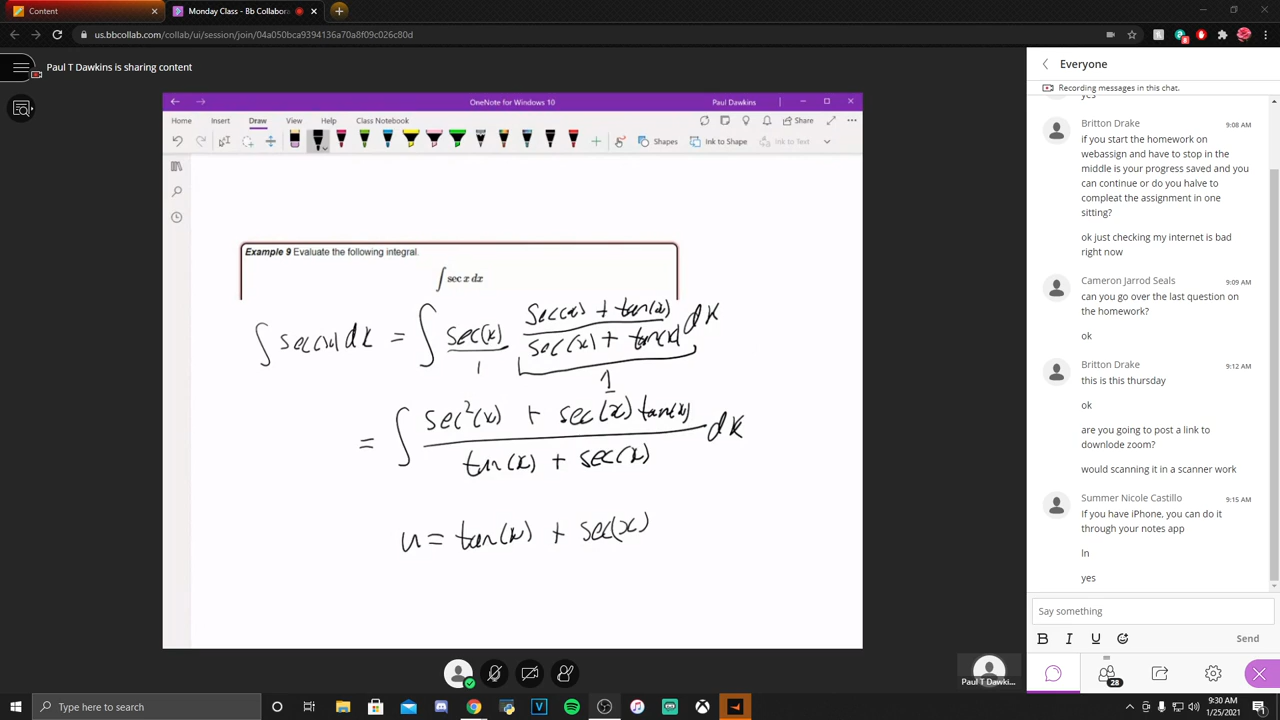 Content
Monday Class - Bb Collabora
us.bbcollab.com/collab/ui/session/join/04a050bca9394136a70a8f09c026c80d
Paul T Dawkins is sharing content
OneNote for Windows 10
Paul Dawkins
Home Insert Draw View Help Class Notebook
Share
Shapes
Ink to Shape
Ink to Text
Example 9 Evaluate the following integral.
∫ sec x dx
∫ sec(x) dx = ∫ sec(x) (sec(x) + tan(x))/(sec(x) + tan(x)) dx
1
1
= ∫ (sec²(x) + sec(x) tan(x))/(tan(x) + sec(x)) dx
u = tan(x) + sec(x)
Paul T Dawki...
Everyone
Recording messages in this chat.
yes
Britton Drake 9:08 AM
if you start the homework on
webassign and have to stop in the
middle is your progress saved and you
can continue or do you halve to
compleat the assignment in one
sitting?
ok just checking my internet is bad
right now
Cameron Jarrod Seals 9:09 AM
can you go over the last question on
the homework?
ok
Britton Drake 9:12 AM
this is this thursday
ok
are you going to post a link to
downlode zoom?
would scanning it in a scanner work
Summer Nicole Castillo 9:15 AM
If you have iPhone, you can do it
through your notes app
In
yes
Say something
B I U Send
28
Type here to search
9:30 AM
1/25/2021